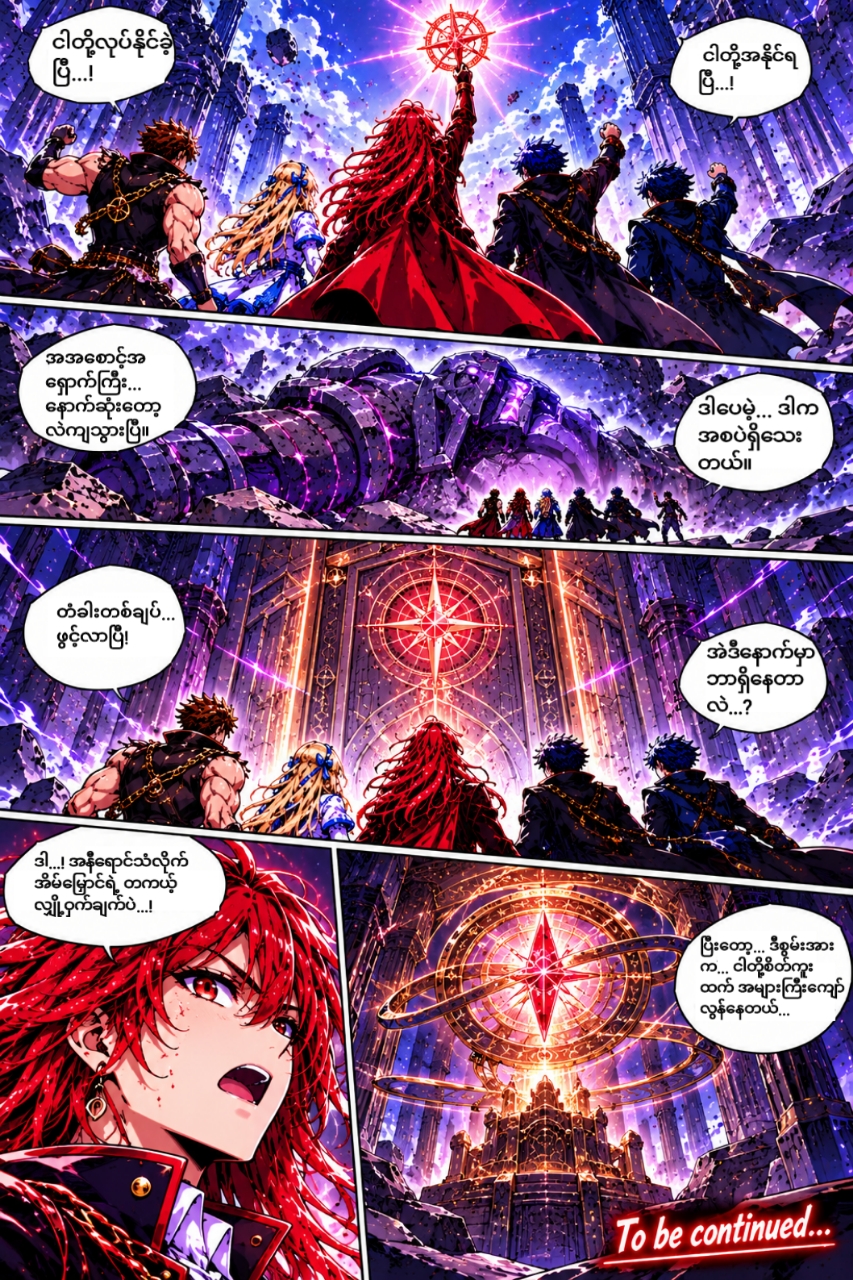 ငါတို့လုပ်နိုင်ခဲ့
ပြီ...!
ငါတို့အနိုင်ရ
ပြီ...!
အအစောင့်အ
ရှောက်ကြီး...
နောက်ဆုံးတော့
လဲကျသွားပြီ။
ဒါပေမဲ့... ဒါက
အစပဲရှိသေး
တယ်။
တံခါးတစ်ချပ်...
ဖွင့်လာပြီ!
အဲဒီနောက်မှာ
ဘာရှိနေတာ
လဲ...?
ဒါ...! အနီရောင်သံလိုက်
အိမ်မြှောင်ရဲ့ တကယ့်
လျှို့ဝှက်ချက်ပဲ...!
ပြီးတော့... ဒီစွမ်းအား
က... ငါတို့စိတ်ကူး
ထက် အများကြီးကျော်
လွန်နေတယ်...
To be continued...